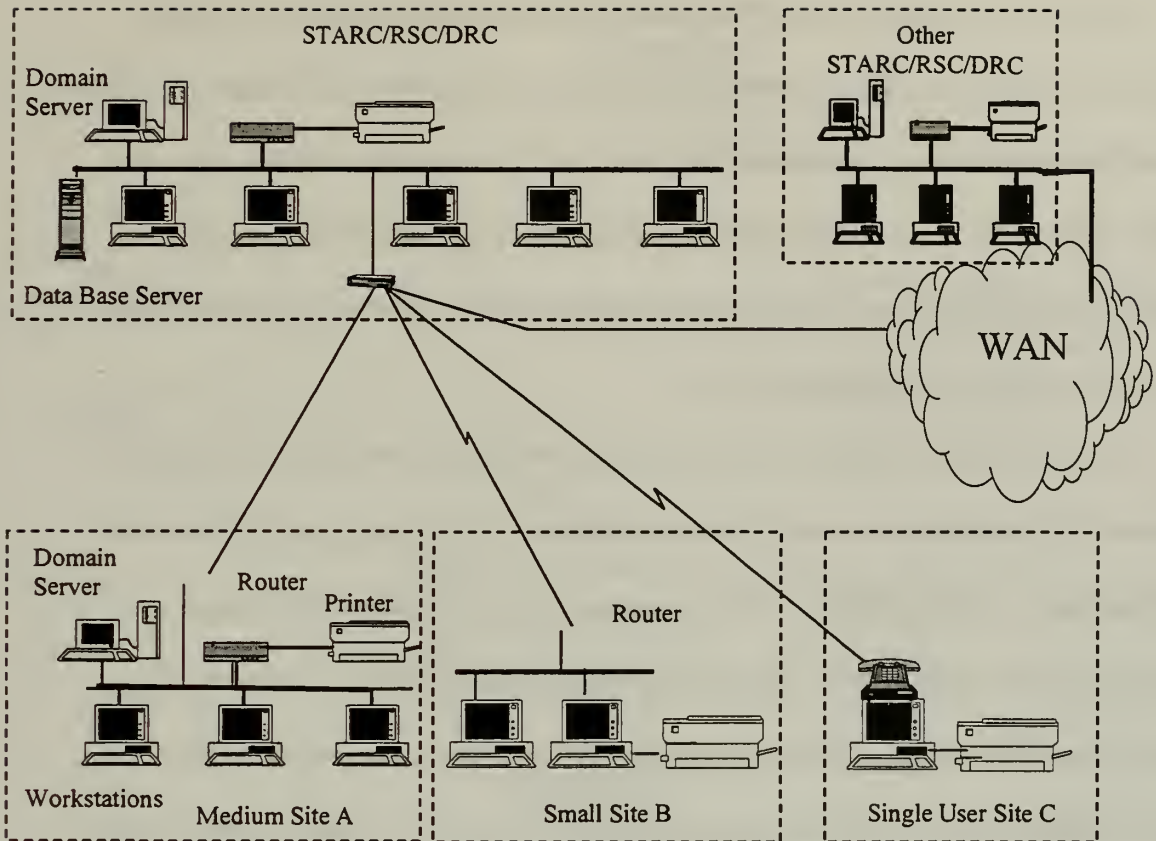 STARC/RSC/DRC
Domain
Server
Data Base Server
Other
STARC/RSC/DRC
WAN
Domain
Server
Router
Printer
Workstations
Medium Site A
Router
Small Site B
Single User Site C